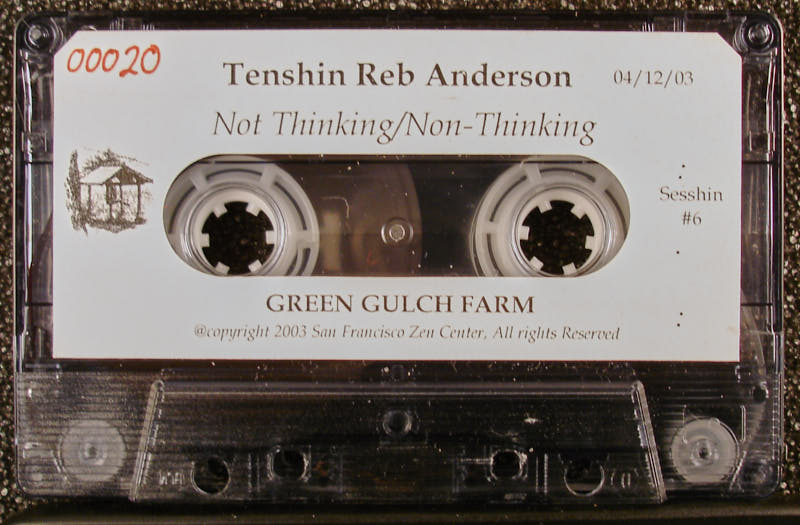 00020
Tenshin Reb Anderson 04/12/03
Not Thinking/Non-Thinking
Sesshin
#6
GREEN GULCH FARM
@copyright 2003 San Francisco Zen Center, All rights Reserved